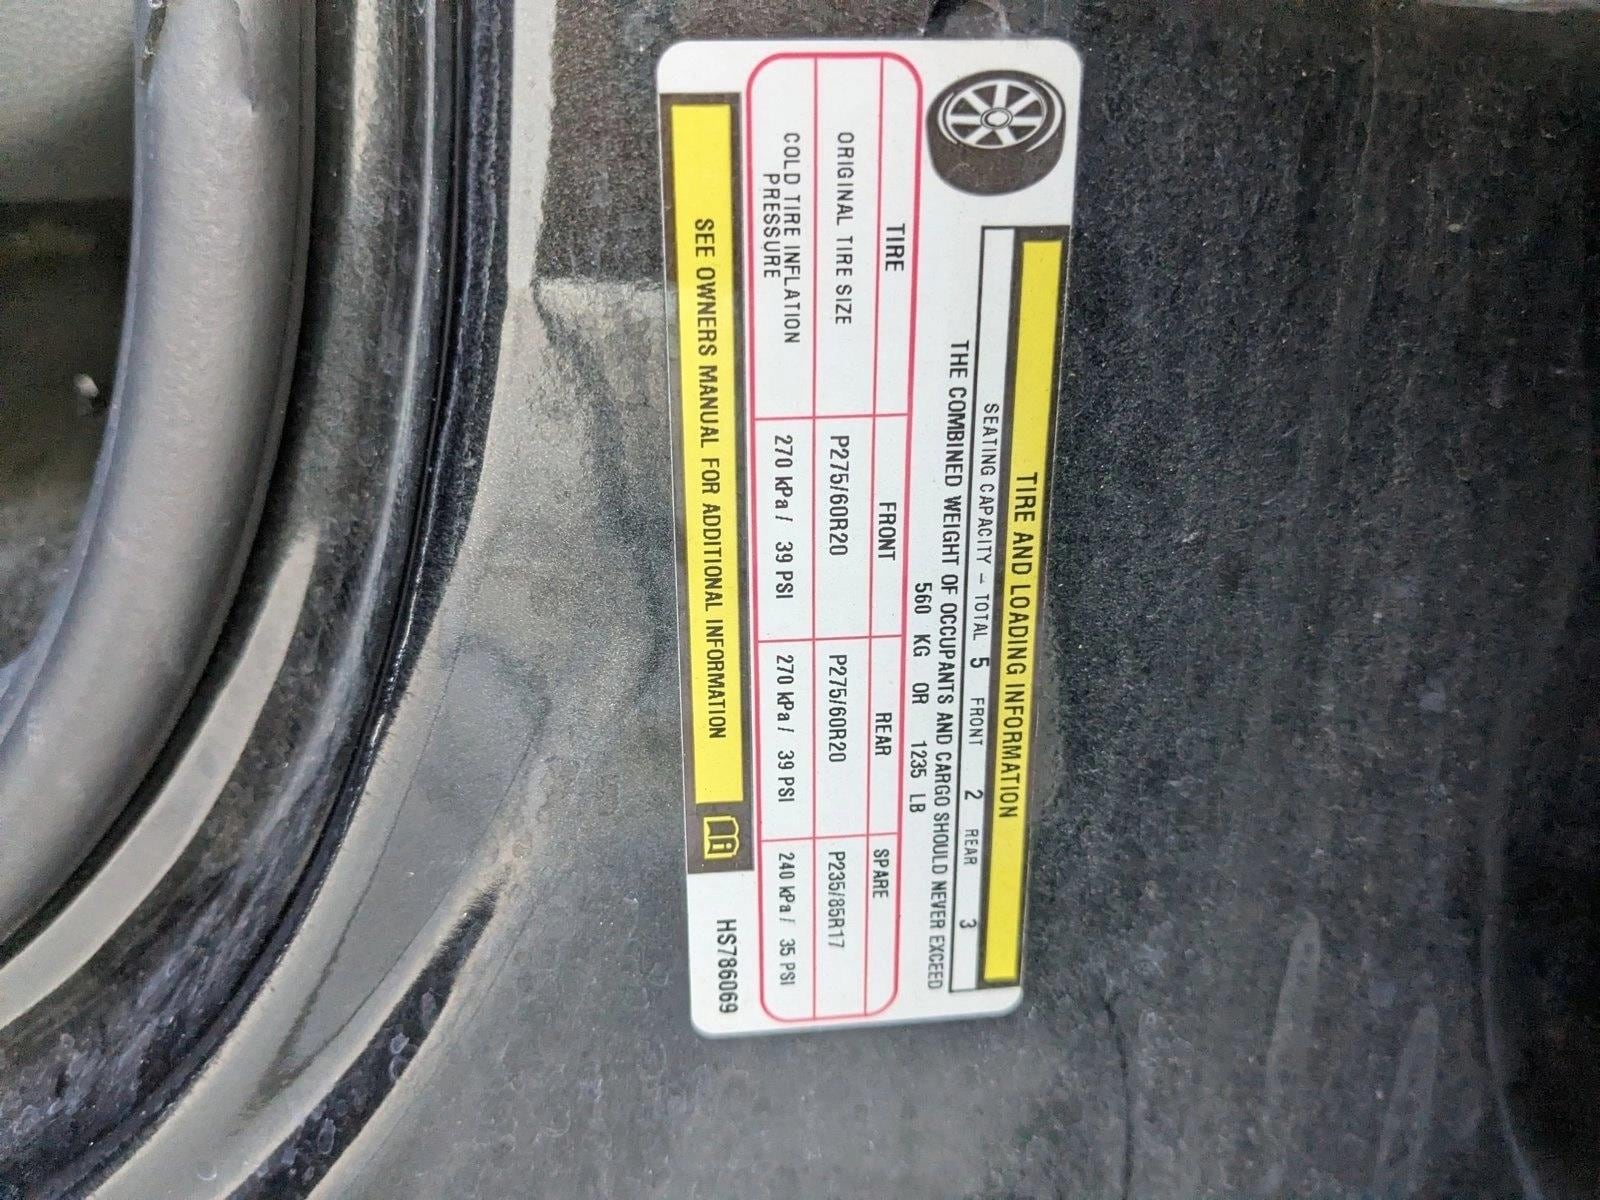 TIRE AND LOADING INFORMATION
SEATING CAPACITY – TOTAL 5 FRONT 2 REAR 3
THE COMBINED WEIGHT OF OCCUPANTS AND CARGO SHOULD NEVER EXCEED
560 KG OR 1235 LB
TIRE FRONT REAR SPARE
ORIGINAL TIRE SIZE P275/60R20 P275/60R20 P235/85R17
COLD TIRE INFLATION
PRESSURE 270 kPa / 39 PSI 270 kPa / 39 PSI 240 kPa / 35 PSI
SEE OWNERS MANUAL FOR ADDITIONAL INFORMATION
HS786069